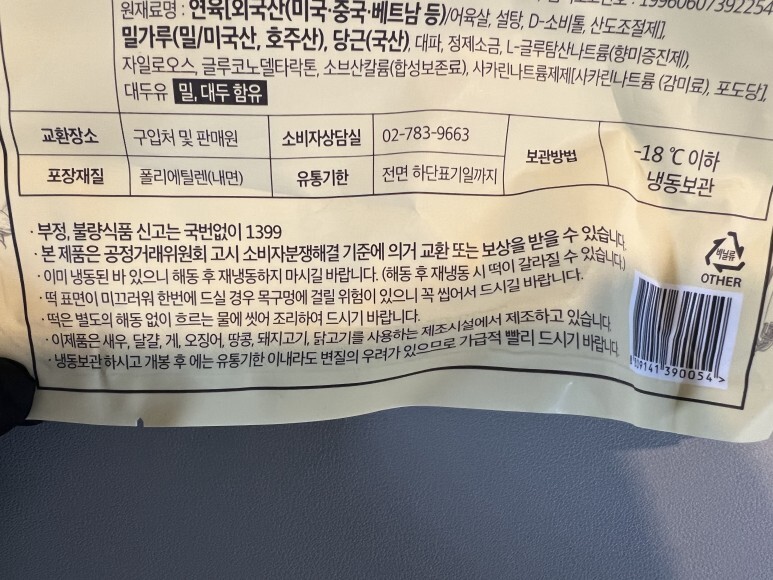 19960607392254
원재료명 : 연육[외국산(미국·중국·베트남 등)/어육살, 설탕, D-소비톨, 산도조절제],
밀가루(밀/미국산, 호주산), 당근(국산), 대파, 정제소금, L-글루탐산나트륨(향미증진제),
자일로오스, 글루코노델타락톤, 소브산칼륨(합성보존료), 사카린나트륨제제[사카린나트륨 (감미료), 포도당],
대두유 밀, 대두 함유
교환장소 구입처 및 판매원 소비자상담실 02-783-9663 보관방법 -18 ℃ 이하
포장재질 폴리에틸렌(내면) 유통기한 전면 하단표기일까지 냉동보관
· 부정, 불량식품 신고는 국번없이 1399
· 본 제품은 공정거래위원회 고시 소비자분쟁해결 기준에 의거 교환 또는 보상을 받을 수 있습니다.
· 이미 냉동된 바 있으니 해동 후 재냉동하지 마시길 바랍니다. (해동 후 재냉동 시 떡이 갈라질 수 있습니다.)
· 떡 표면이 미끄러워 한번에 드실 경우 목구멍에 걸릴 위험이 있으니 꼭 씹어서 드시길 바랍니다.
· 떡은 별도의 해동 없이 흐르는 물에 씻어 조리하여 드시기 바랍니다.
· 이제품은 새우, 달걀, 게, 오징어, 땅콩, 돼지고기, 닭고기를 사용하는 제조시설에서 제조하고 있습니다.
· 냉동보관 하시고 개봉 후 에는 유통기한 이내라도 변질의 우려가 있으므로 가급적 빨리 드시기 바랍니다.
비닐류
OTHER
8 809141 390054 >